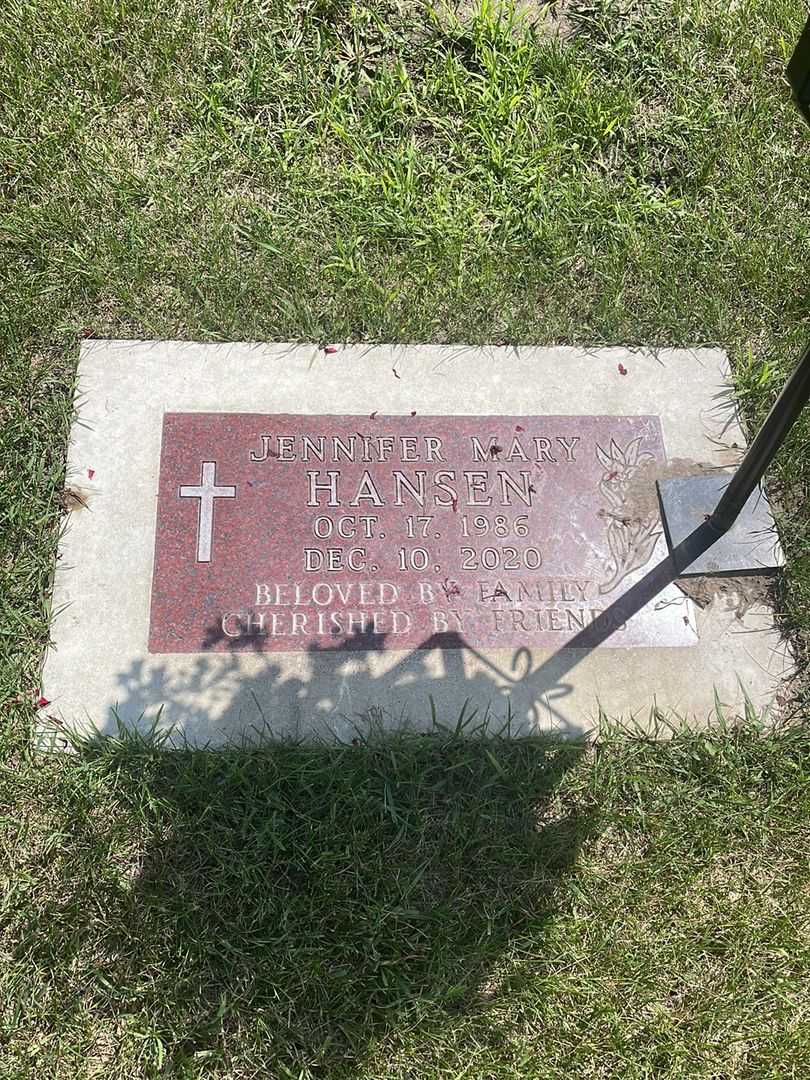 JENNIFER MARY
HANSEN
OCT. 17, 1986
DEC. 10, 2020
BELOVED BY FAMILY
CHERISHED BY FRIENDS